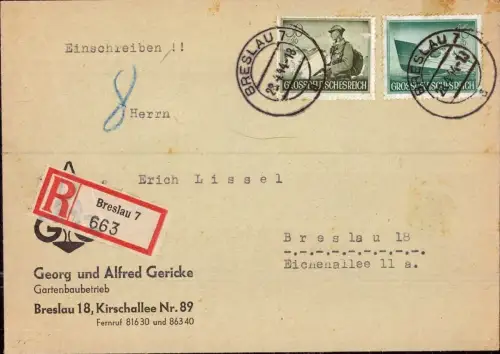 Einschreiben !!
BRESLAU 7
GROSSDEUTSCHES REICH
BRESLAU 7
GROSSDEUTSCHES REICH
8
Herrn
Erich Lissel
R
Breslau 7
663
Breslau 18
Eichenallee 11 a.
Georg und Alfred Gericke
Gartenbaubetrieb
Breslau 18, Kirschallee Nr. 89
Fernruf 81630 und 86340